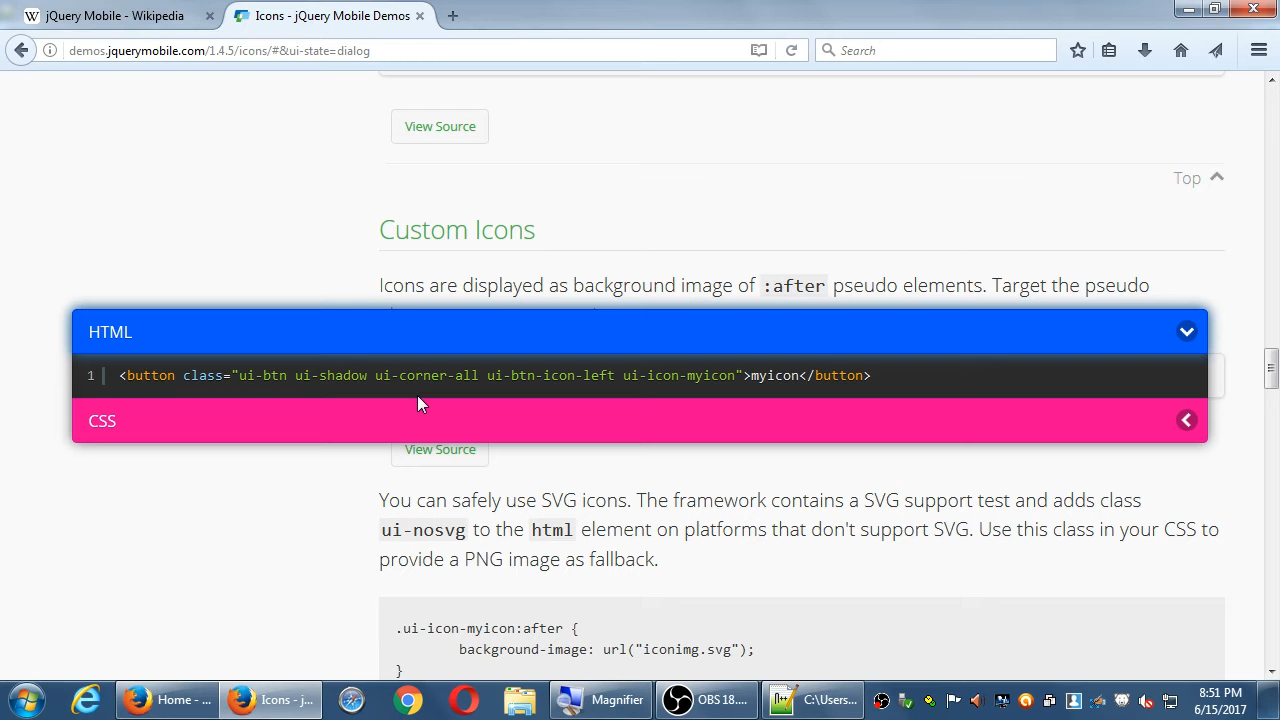 jQuery Mobile - Wikipedia
Icons - jQuery Mobile Demos
demos.jquerymobile.com/1.4.5/icons/#&ui-state=dialog
Search
View Source
Top
Custom Icons
Icons are displayed as background image of :after pseudo elements. Target the pseudo
HTML
1 <button class="ui-btn ui-shadow ui-corner-all ui-btn-icon-left ui-icon-myicon">myicon</button>
CSS
View Source
You can safely use SVG icons. The framework contains a SVG support test and adds class
ui-nosvg to the html element on platforms that don't support SVG. Use this class in your CSS to
provide a PNG image as fallback.
.ui-icon-myicon:after {
background-image: url("iconimg.svg");
}
Home - ...
Icons - j...
Magnifier
OBS 18....
C:\Users...
8:51 PM
6/15/2017